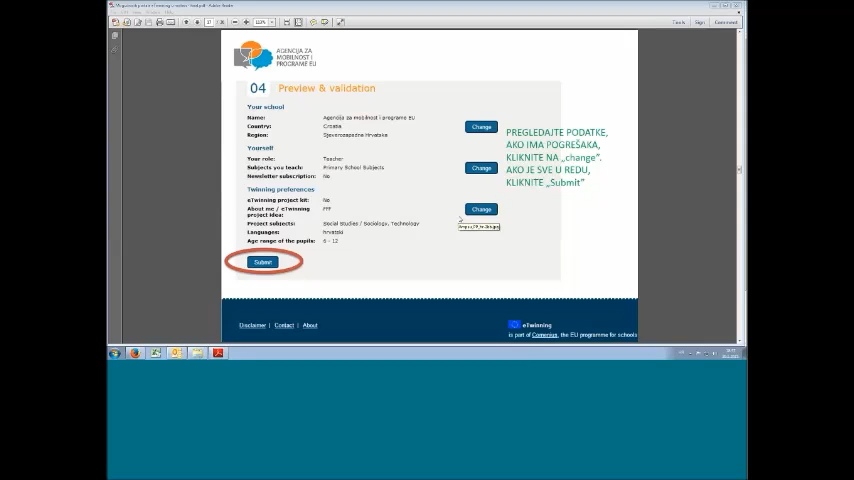 Tools
Sign
Comment
AGENCIJA ZA
MOBILNOST I
PROGRAME EU
04 Preview & validation
Your school
Name: Agencija za mobilnost i programe EU
Country: Croatia
Region: Sjeverozapadna Hrvatska
Change
Yourself
Your role: Teacher
Subjects you teach: Primary School Subjects
Newsletter subscription: No
Change
Twinning preferences
eTwinning project kit: No
About me / eTwinning project idea: FFF
Project subjects: Social Studies / Sociology, Technology
Languages: hrvatski
Age range of the pupils: 6 - 12
Change
Submit
PREGLEDAJTE PODATKE,
AKO IMA POGREŠAKA,
KLIKNITE NA „change“.
AKO JE SVE U REDU,
KLIKNITE „Submit“
Disclaimer | Contact | About
eTwinning
is part of Comenius, the EU programme for schools